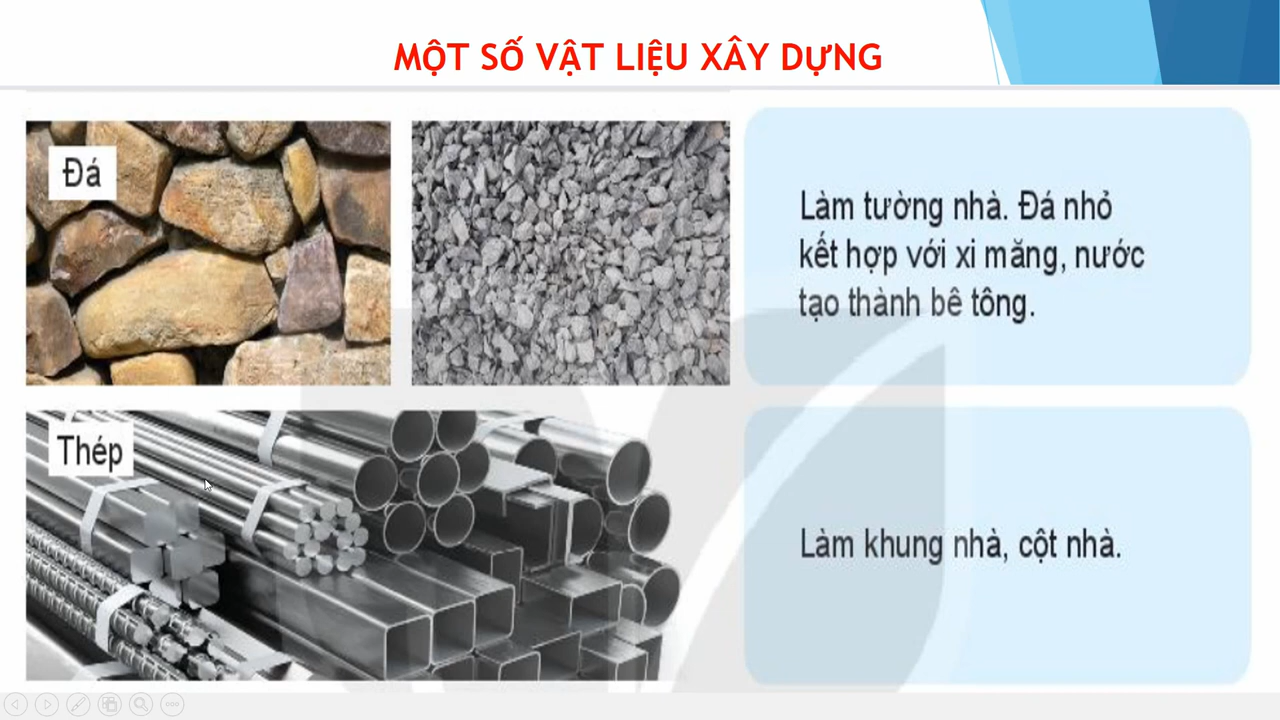 MỘT SỐ VẬT LIỆU XÂY DỰNG
Đá
Làm tường nhà. Đá nhỏ
kết hợp với xi măng, nước
tạo thành bê tông.
Thép
Làm khung nhà, cột nhà.